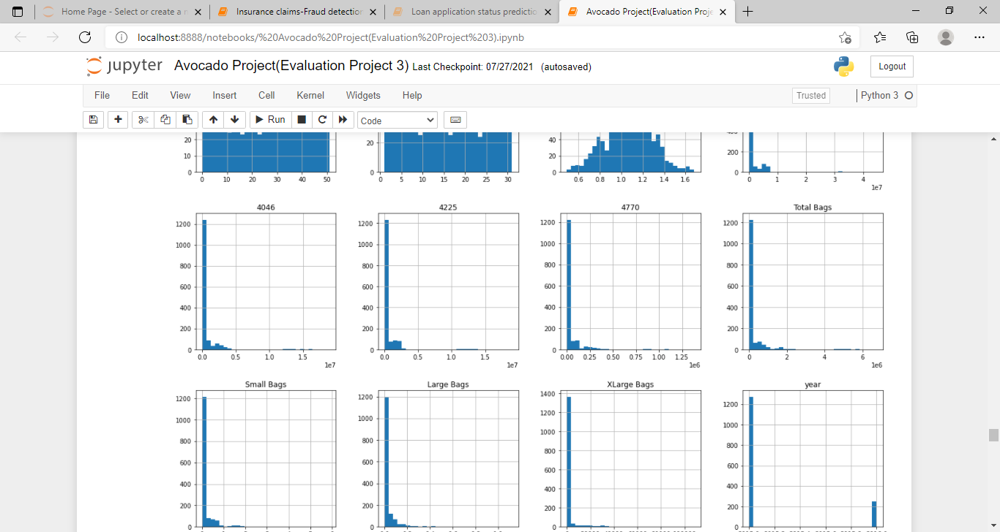 Home Page - Select or create a n
Insurance claims-Fraud detection
Loan application status predictio
Avocado Project(Evaluation Proje
localhost:8888/notebooks/%20Avocado%20Project(Evaluation%20Project%203).ipynb
jupyter Avocado Project(Evaluation Project 3) Last Checkpoint: 07/27/2021 (autosaved)
Logout
File Edit View Insert Cell Kernel Widgets Help
Trusted Python 3
Run Code
20 10 0
0 10 20 30 40 50
20 0
0 5 10 15 20 25 30
40 20 0
0.6 0.8 1.0 1.2 1.4 1.6
400 200 0
0 1 2 3 4
1e7
4046
1200 1000 800 600 400 200 0
0.0 0.5 1.0 1.5
1e7
4225
1200 1000 800 600 400 200 0
0.0 0.5 1.0 1.5
1e7
4770
1200 1000 800 600 400 200 0
0.00 0.25 0.50 0.75 1.00 1.25
1e6
Total Bags
1200 1000 800 600 400 200 0
0 2 4 6
1e6
Small Bags
1200 1000 800 600 400 200 0
Large Bags
1200 1000 800 600 400 200 0
XLarge Bags
1400 1200 1000 800 600 400 200 0
year
1200 1000 800 600 400 200 0